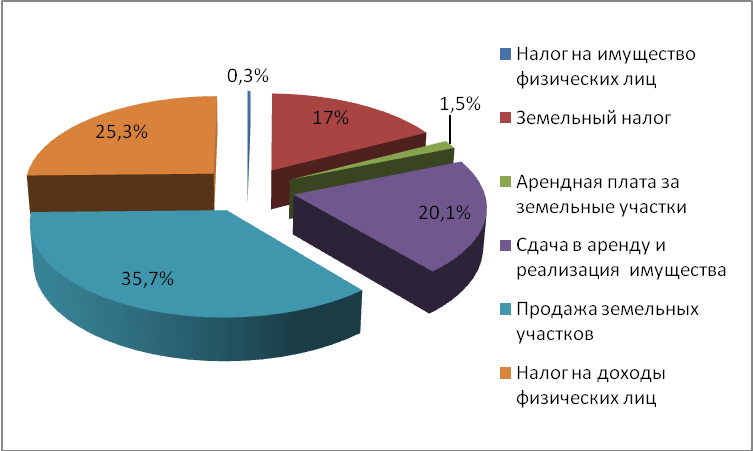 0,3%
17%
1,5%
25,3%
20,1%
35,7%
Налог на имущество
физических лиц
Земельный налог
Арендная плата за
земельные участки
Сдача в аренду и
реализация имущества
Продажа земельных
участков
Налог на доходы
физических лиц